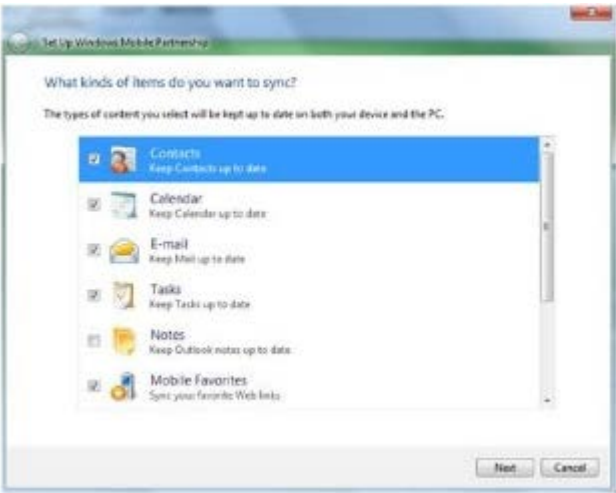 Set Up Windows Mobile Partnership
What kinds of items do you want to sync?
The types of content you select will be kept up to date on both your device and the PC.
Contacts
Keep Contacts up to date
Calendar
Keep Calendar up to date
E-mail
Keep Mail up to date
Tasks
Keep Tasks up to date
Notes
Keep Outlook notes up to date
Mobile Favorites
Sync your favorite Web links
Next Cancel